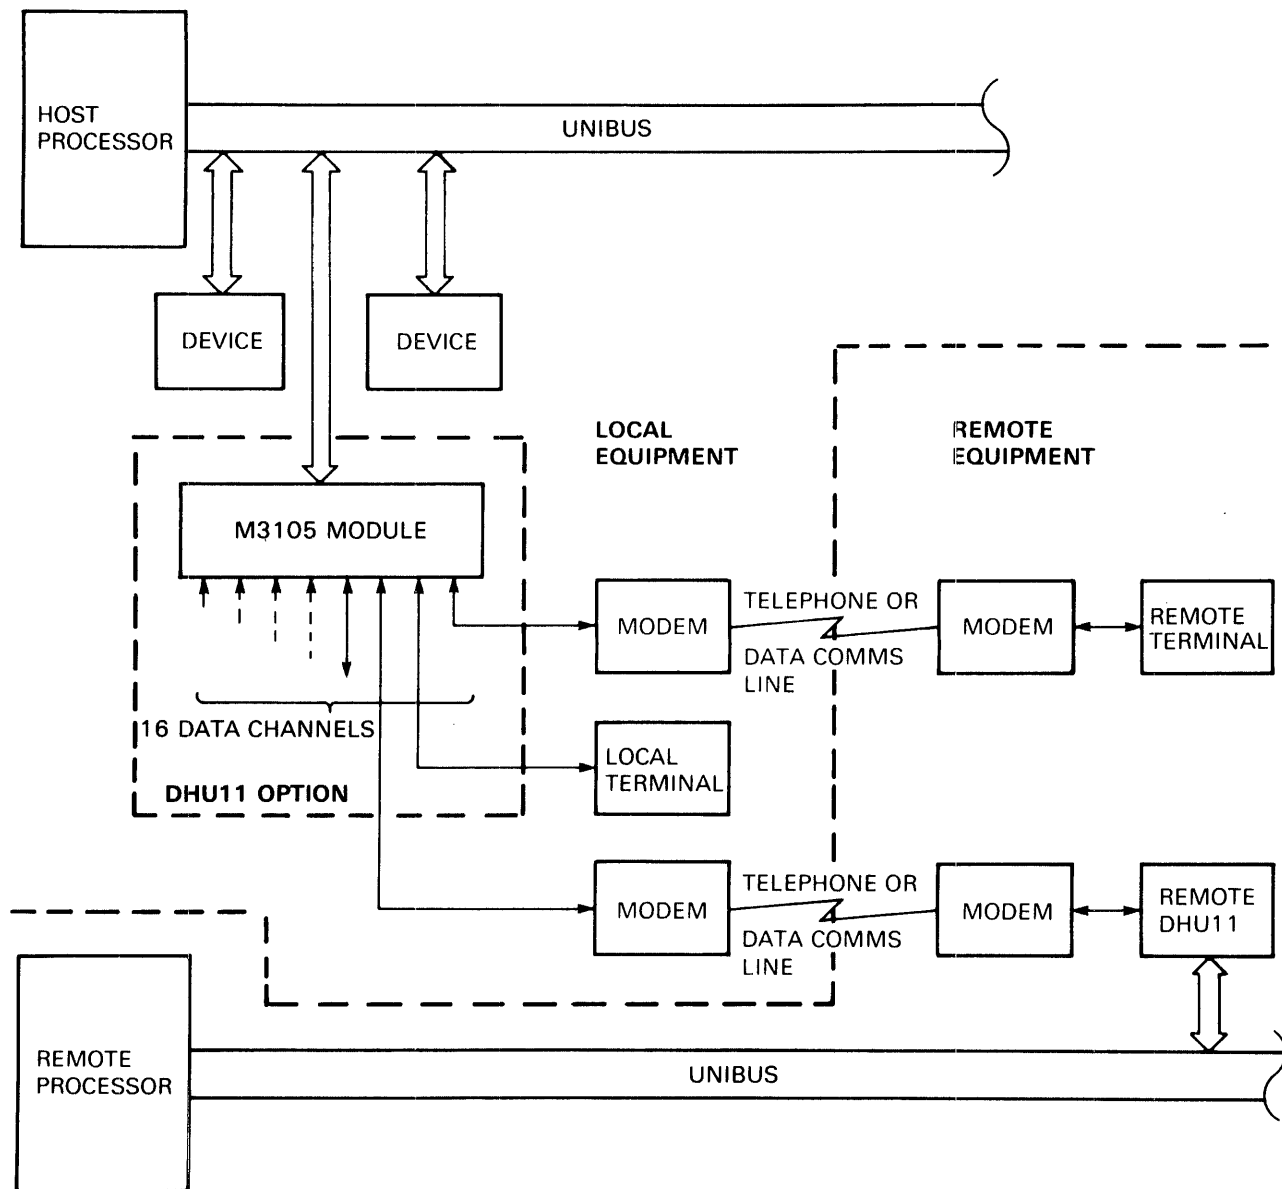 HOST
PROCESSOR
UNIBUS
DEVICE
DEVICE
LOCAL
EQUIPMENT
REMOTE
EQUIPMENT
M3105 MODULE
MODEM
TELEPHONE OR
DATA COMMS
LINE
MODEM
REMOTE
TERMINAL
16 DATA CHANNELS
LOCAL
TERMINAL
DHU11 OPTION
MODEM
TELEPHONE OR
DATA COMMS
LINE
MODEM
REMOTE
DHU11
REMOTE
PROCESSOR
UNIBUS